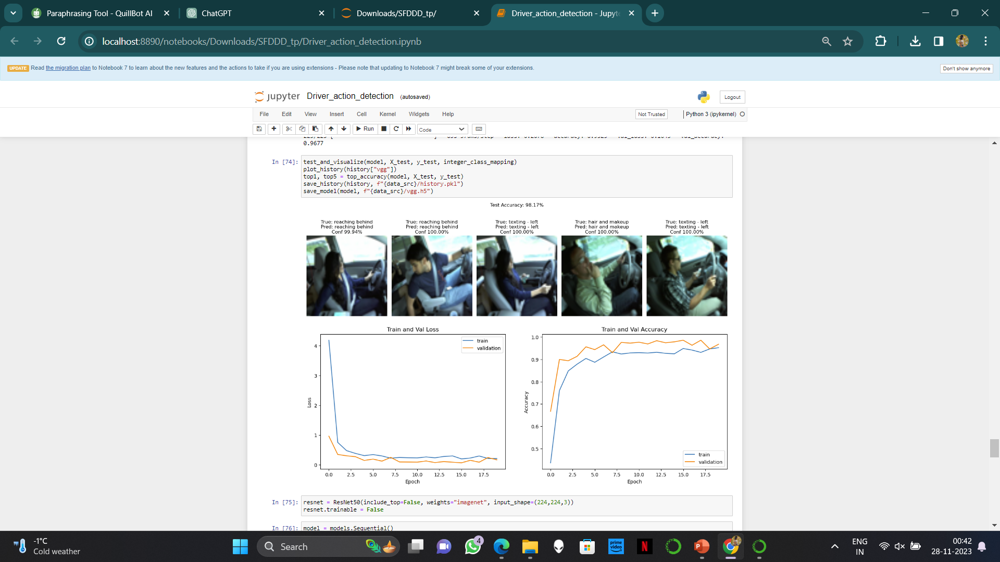 Paraphrasing Tool - QuillBot AI
ChatGPT
Downloads/SFDDD_tp/
Driver_action_detection - Jupyte
localhost:8890/notebooks/Downloads/SFDDD_tp/Driver_action_detection.ipynb
UPDATE Read the migration plan to Notebook 7 to learn about the new features and the actions to take if you are using extensions - Please note that updating to Notebook 7 might break some of your extensions.
Don't show anymore
jupyter Driver_action_detection (autosaved)
Logout
File Edit View Insert Cell Kernel Widgets Help
Not Trusted
Python 3 (ipykernel)
Run
Code
0.9677
In [74]: test_and_visualize(model, X_test, y_test, integer_class_mapping)
plot_history(history["vgg"])
top1, top5 = top_accuracy(model, X_test, y_test)
save_history(history, f"{data_src}/history.pkl")
save_model(model, f"{data_src}/vgg.h5")
Test Accuracy: 98.17%
True: reaching behind
Pred: reaching behind
Conf 99.94%
True: reaching behind
Pred: reaching behind
Conf 100.00%
True: texting - left
Pred: texting - left
Conf 100.00%
True: hair and makeup
Pred: hair and makeup
Conf 100.00%
True: texting - left
Pred: texting - left
Conf 100.00%
Train and Val Loss
train
validation
4
3
2
1
0
Loss
0.0 2.5 5.0 7.5 10.0 12.5 15.0 17.5
Epoch
Train and Val Accuracy
1.0
0.9
0.8
0.7
0.6
0.5
Accuracy
train
validation
0.0 2.5 5.0 7.5 10.0 12.5 15.0 17.5
Epoch
In [75]: resnet = ResNet50(include_top=False, weights="imagenet", input_shape=(224,224,3))
resnet.trainable = False
In [76]: model = models.Sequential()
-1°C
Cold weather
Search
4
prime video
N
P
ENG
IN
00:42
28-11-2023